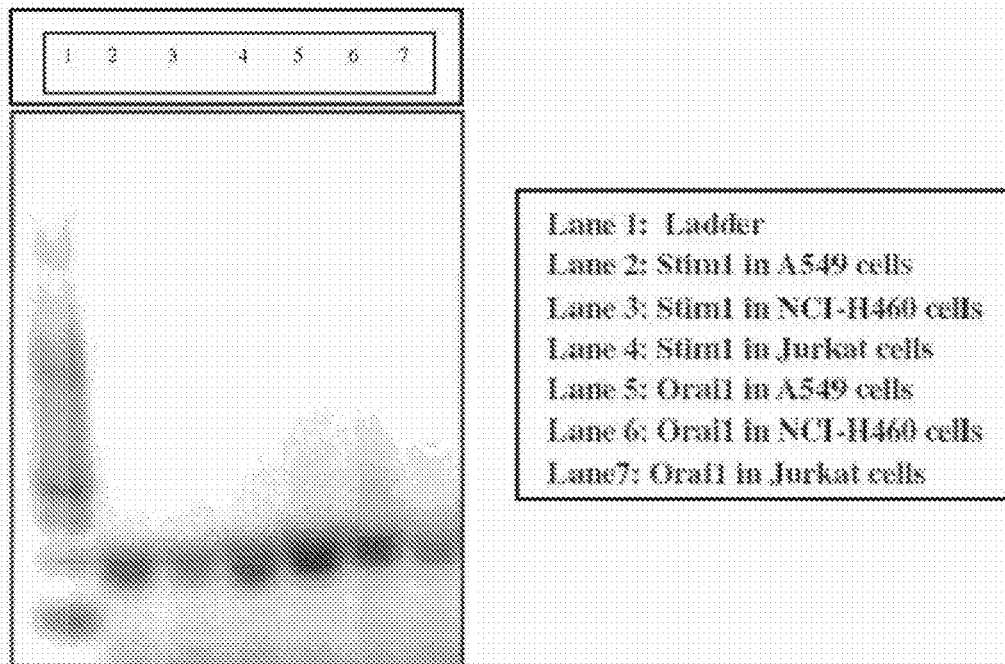 1 2 3 4 5 6 7
Lane 1: Ladder
Lane 2: Stim1 in A549 cells
Lane 3: Stim1 in NCI-H460 cells
Lane 4: Stim1 in Jurkat cells
Lane 5: Orai1 in A549 cells
Lane 6: Orai1 in NCI-H460 cells
Lane7: Orai1 in Jurkat cells